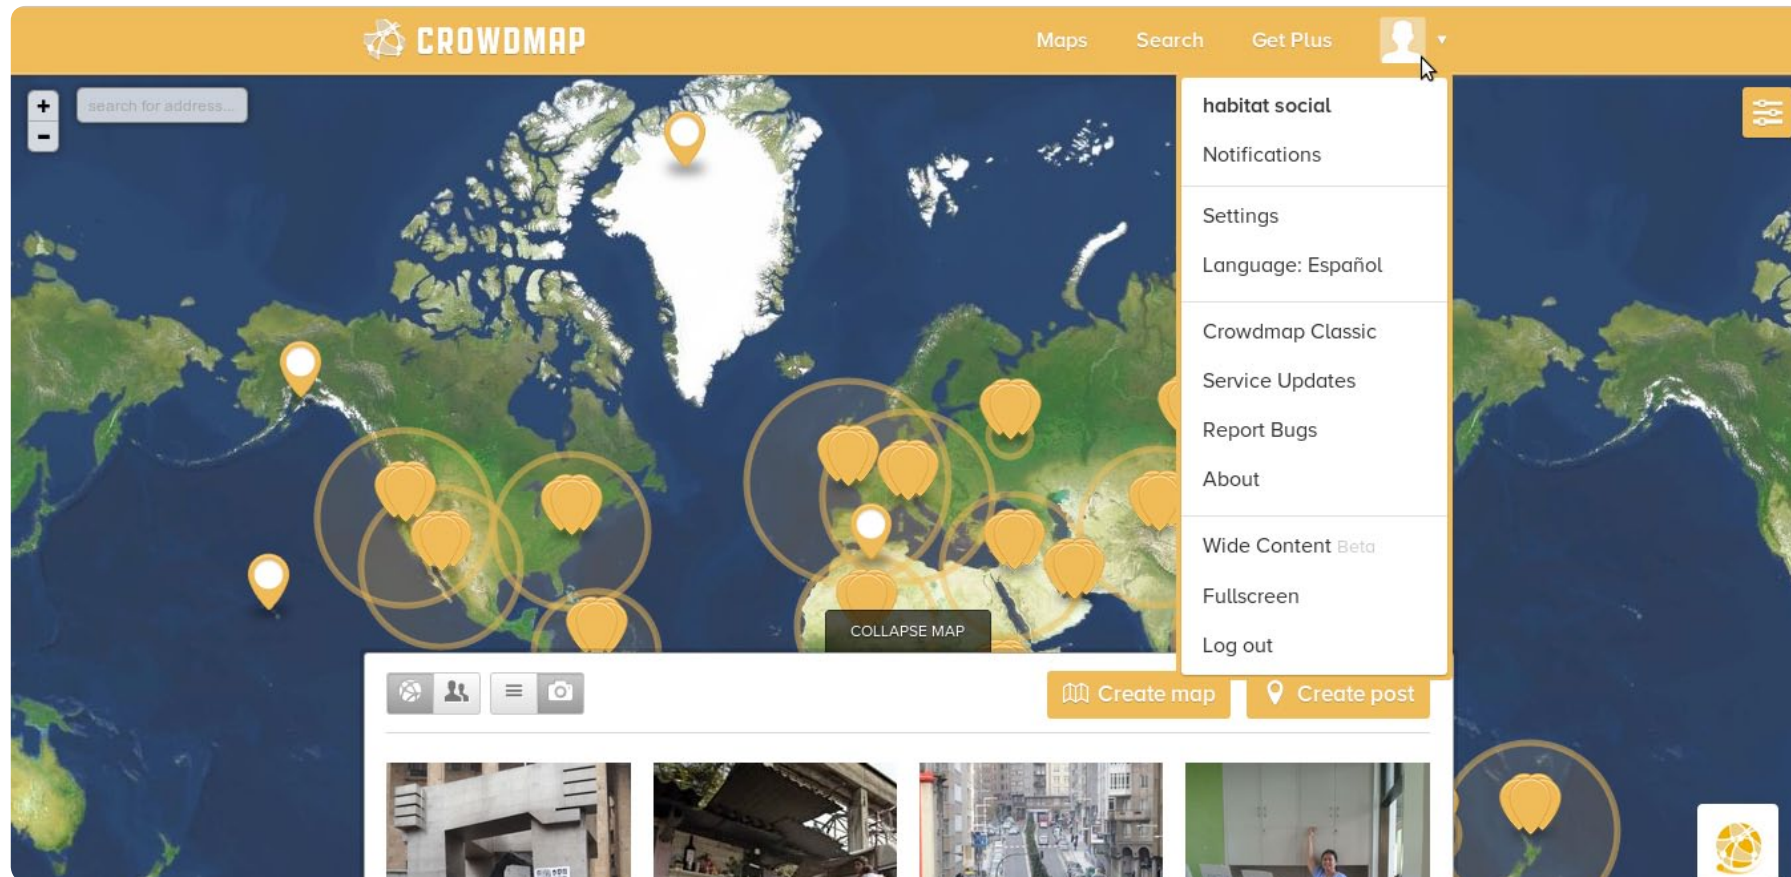 CROWDMAP
Maps
Search
Get Plus
+
search for address...
-
habitat social
Notifications
Settings
Language: Español
Crowdmap Classic
Service Updates
Report Bugs
About
Wide Content Beta
Fullscreen
Log out
COLLAPSE MAP
Create map
Create post